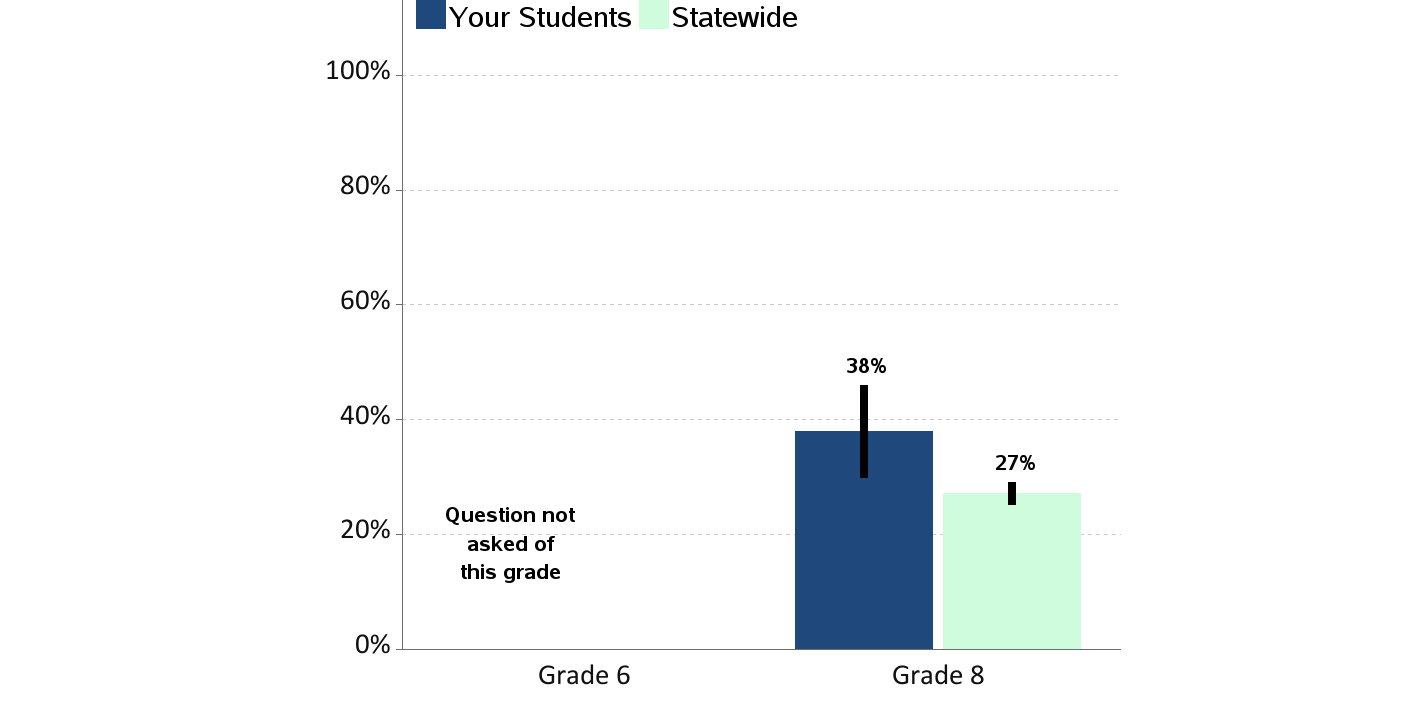 Your Students Statewide
100%
80%
60%
38%
40%
27%
Question not
20%
asked of
this grade
0%
Grade 6 Grade 8